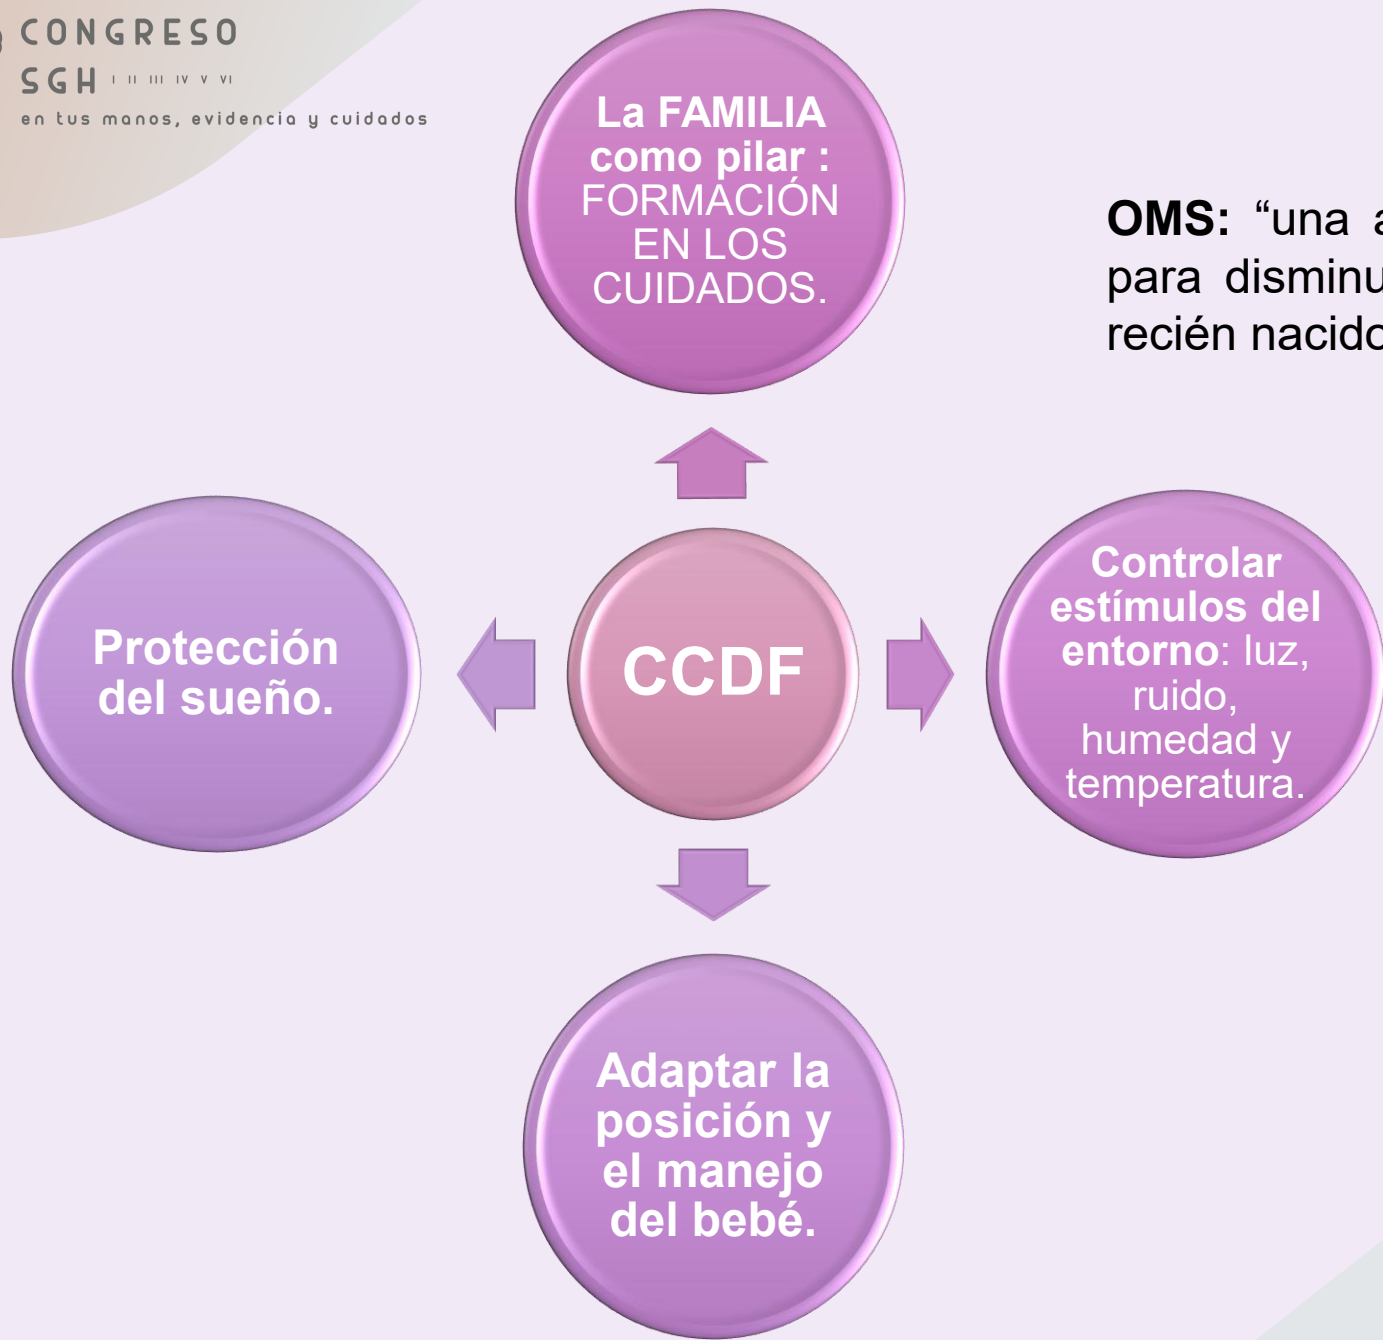 CONGRESO
SGH I II III IV V VI
en tus manos, evidencia y cuidados
La FAMILIA
como pilar :
FORMACIÓN
EN LOS
CUIDADOS.
OMS: “una
para
recién
Protección
del sueño.
CCDF
Controlar
estímulos del
entorno: luz,
ruido,
humedad y
temperatura.
Adaptar la
posición y
el manejo
del bebé.